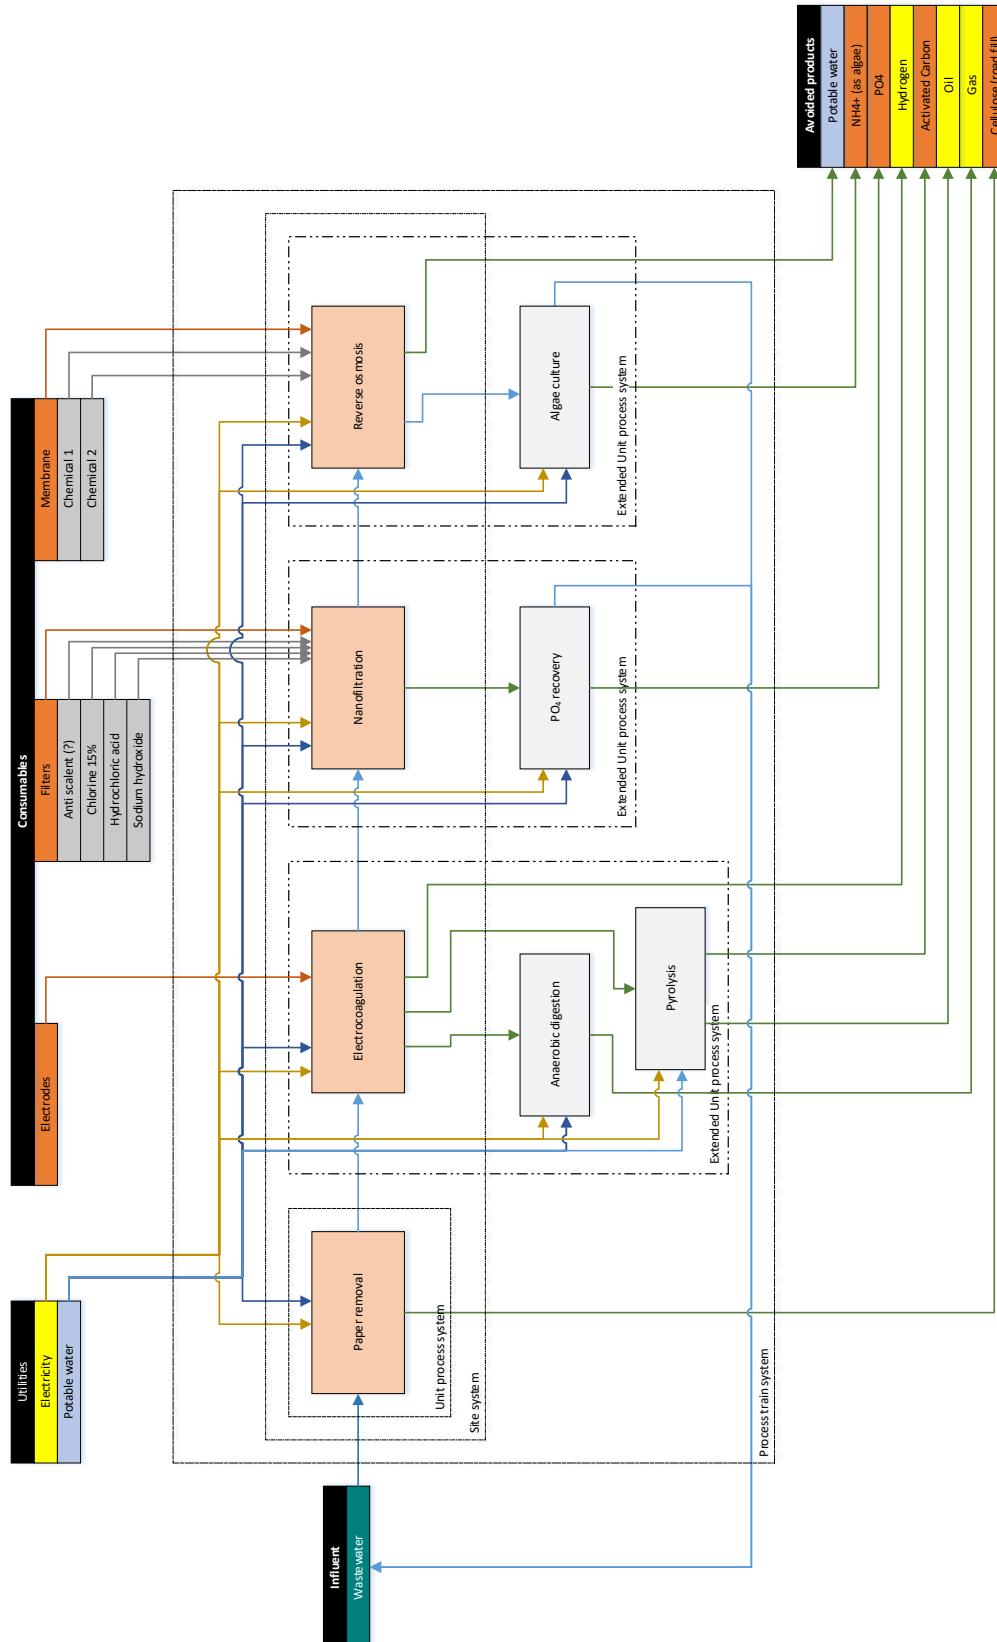 Utilities
Electricity
Potable water
Consumables
Electrodes
Filters
Anti scalent (?)
Chlorine 15%
Hydrochloric acid
Sodium hydroxide
Membrane
Chemical 1
Chemical 2
Influent
Wastewater
Paper removal
Electrocoagulation
Nanofiltration
Reverse osmosis
Unit process system
Site system
Anaerobic digestion
Pyrolysis
Extended Unit process system
PO₄ recovery
Extended Unit process system
Algae culture
Extended Unit process system
Process train system
Avoided products
Potable water
NH4+ (as algae)
PO4
Hydrogen
Activated Carbon
Oil
Gas
Cellulose (road fill)